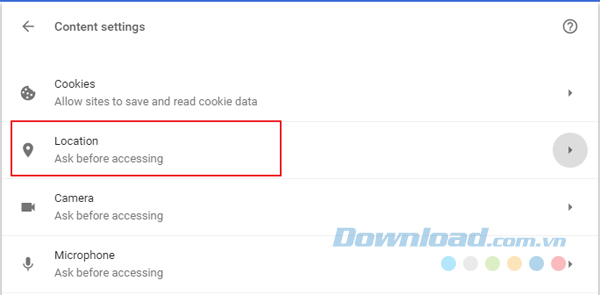 Content settings
Cookies
Allow sites to save and read cookie data
Location
Ask before accessing
Camera
Ask before accessing
Download.com.vn
Microphone
Ask before accessing